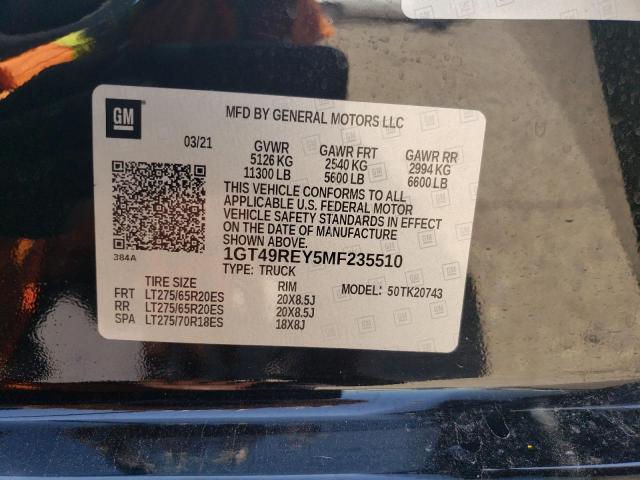 GM
MFD BY GENERAL MOTORS LLC
03/21
GVWR
5126 KG
11300 LB
GAWR FRT
2540 KG
5600 LB
GAWR RR
2994 KG
6600 LB
THIS VEHICLE CONFORMS TO ALL
APPLICABLE U.S. FEDERAL MOTOR
VEHICLE SAFETY STANDARDS IN EFFECT
ON THE DATE OF MANUFACTURE
SHOWN ABOVE.
384A
1GT49REY5MF235510
TYPE: TRUCK
TIRE SIZE RIM MODEL: 50TK20743
FRT LT275/65R20ES 20X8.5J
RR LT275/65R20ES 20X8.5J
SPA LT275/70R18ES 18X8J